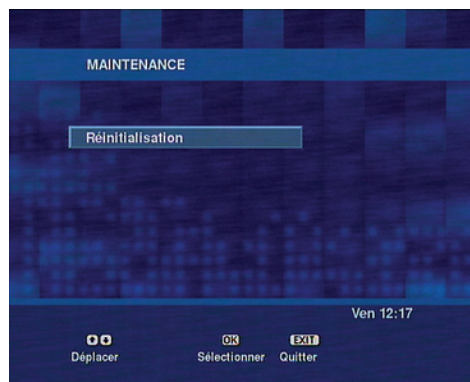 MAINTENANCE
Réinitialisation
Ven 12:17
OK EXIT
Déplacer Sélectionner Quitter